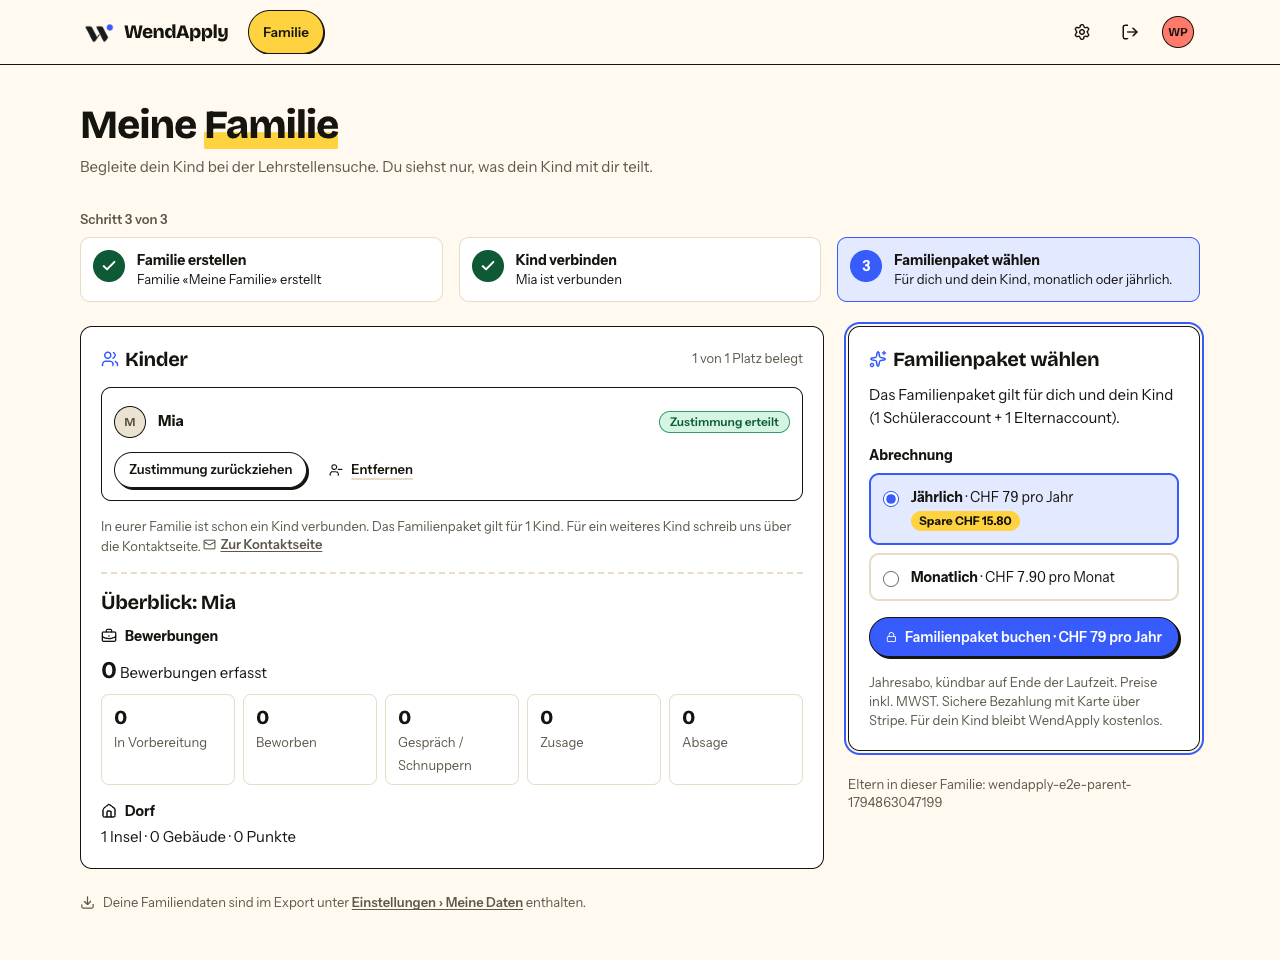 WendApply
Familie
WP
Meine Familie
Begleite dein Kind bei der Lehrstellensuche. Du siehst nur, was dein Kind mit dir teilt.
Schritt 3 von 3
Familie erstellen
Familie «Meine Familie» erstellt
Kind verbinden
Mia ist verbunden
3
Familienpaket wählen
Für dich und dein Kind, monatlich oder jährlich.
Kinder
1 von 1 Platz belegt
M
Mia
Zustimmung erteilt
Zustimmung zurückziehen
Entfernen
In eurer Familie ist schon ein Kind verbunden. Das Familienpaket gilt für 1 Kind. Für ein weiteres Kind schreib uns über
die Kontaktseite. Zur Kontaktseite
Überblick: Mia
Bewerbungen
0 Bewerbungen erfasst
0
In Vorbereitung
0
Beworben
0
Gespräch /
Schnuppern
0
Zusage
0
Absage
Dorf
1 Insel · 0 Gebäude · 0 Punkte
Familienpaket wählen
Das Familienpaket gilt für dich und dein Kind
(1 Schüleraccount + 1 Elternaccount).
Abrechnung
Jährlich · CHF 79 pro Jahr
Spare CHF 15.80
Monatlich · CHF 7.90 pro Monat
Familienpaket buchen · CHF 79 pro Jahr
Jahresabo, kündbar auf Ende der Laufzeit. Preise
inkl. MWST. Sichere Bezahlung mit Karte über
Stripe. Für dein Kind bleibt WendApply kostenlos.
Eltern in dieser Familie: wendapply-e2e-parent-
1794863047199
Deine Familiendaten sind im Export unter Einstellungen › Meine Daten enthalten.